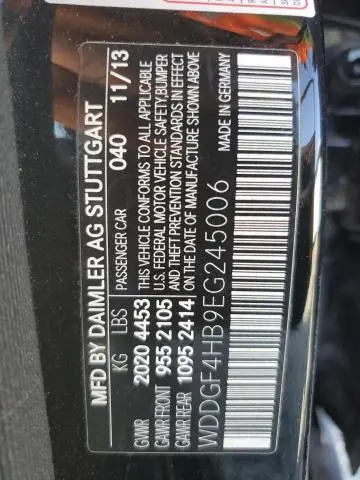 MFD BY DAIMLER AG STUTTGART
KG LBS PASSENGER CAR 040 11/13
GVWR 2020 4453 THIS VEHICLE CONFORMS TO ALL APPLICABLE
U.S. FEDERAL MOTOR VEHICLE SAFETY, BUMPER
GAWR FRONT 955 2105 AND THEFT PREVENTION STANDARDS IN EFFECT
GAWR REAR 1095 2414 ON THE DATE OF MANUFACTURE SHOWN ABOVE
WDDGF4HB9EG245006 MADE IN GERMANY